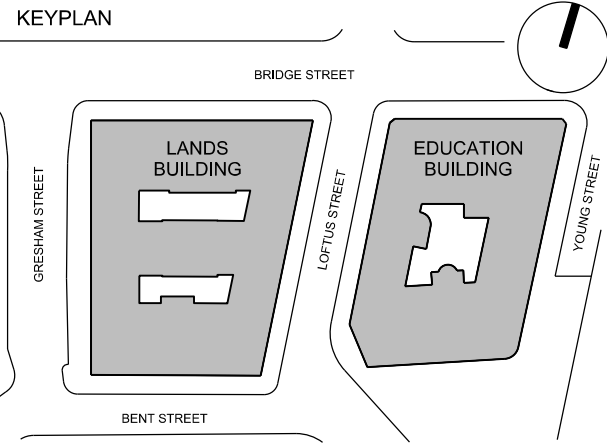 KEYPLAN
BRIDGE STREET
LANDS
BUILDING
EDUCATION
BUILDING
GRESHAM STREET
LOFTUS STREET
YOUNG STREET
BENT STREET